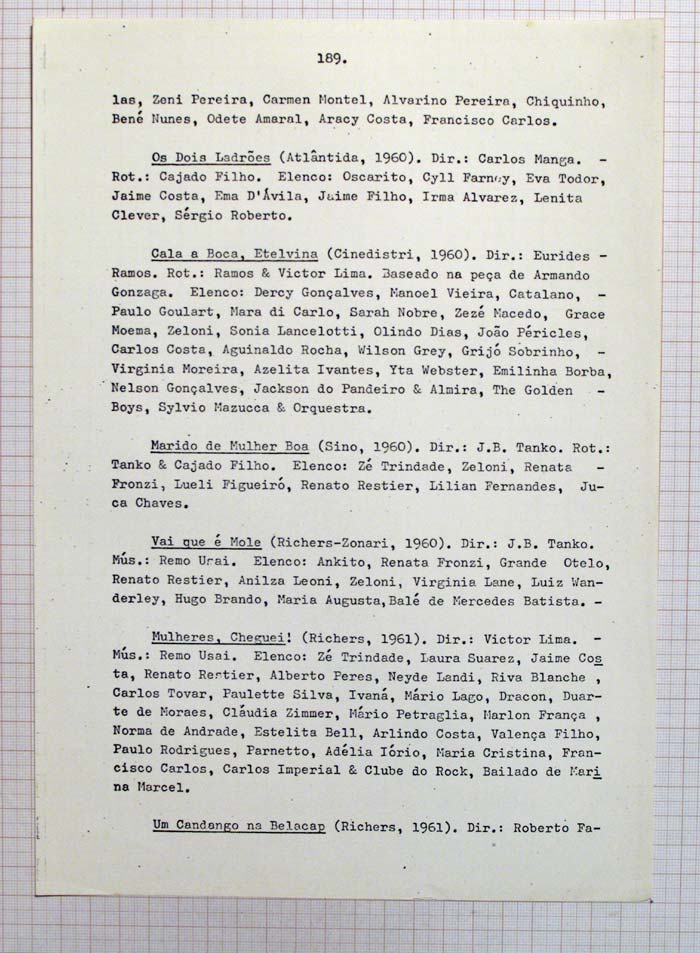 189.
las, Zeni Pereira, Carmen Montel, Alvarino Pereira, Chiquinho,
Bené Nunes, Odete Amaral, Aracy Costa, Francisco Carlos.
Os Dois Ladrões (Atlântida, 1960). Dir.: Carlos Manga. -
Rot.: Cajado Filho. Elenco: Oscarito, Cyll Farney, Eva Todor,
Jaime Costa, Ema D'Ávila, Jaime Filho, Irma Alvarez, Lenita
Clever, Sérgio Roberto.
Cala a Boca, Etelvina (Cinedistri, 1960). Dir.: Eurides -
Ramos. Rot.: Ramos & Victor Lima. Baseado na peça de Armando
Gonzaga. Elenco: Dercy Gonçalves, Manoel Vieira, Catalano, -
Paulo Goulart, Mara di Carlo, Sarah Nobre, Zezé Macedo, Grace
Moema, Zeloni, Sonia Lancelotti, Olindo Dias, João Péricles,
Carlos Costa, Aguinaldo Rocha, Wilson Grey, Grijó Sobrinho, -
Virginia Moreira, Azelita Ivantes, Yta Webster, Emilinha Borba,
Nelson Gonçalves, Jackson do Pandeiro & Almira, The Golden -
Boys, Sylvio Mazucca & Orquestra.
Marido de Mulher Boa (Sino, 1960). Dir.: J.B. Tanko. Rot.:
Tanko & Cajado Filho. Elenco: Zé Trindade, Zeloni, Renata -
Fronzi, Lueli Figueiró, Renato Restier, Lilian Fernandes, Ju-
ca Chaves.
Vai que é Mole (Richers-Zonari, 1960). Dir.: J.B. Tanko.
Mús.: Remo Usai. Elenco: Ankito, Renata Fronzi, Grande Otelo,
Renato Restier, Anilza Leoni, Zeloni, Virginia Lane, Luiz Wan-
derley, Hugo Brando, Maria Augusta, Balé de Mercedes Batista. -
Mulheres, Cheguei! (Richers, 1961). Dir.: Victor Lima. -
Mús.: Remo Usai. Elenco: Zé Trindade, Laura Suarez, Jaime Cos
ta, Renato Restier, Alberto Peres, Neyde Landi, Riva Blanche ,
Carlos Tovar, Paulette Silva, Ivaná, Mário Lago, Dracon, Duar-
te de Moraes, Cláudia Zimmer, Mário Petraglia, Marlon França ,
Norma de Andrade, Estelita Bell, Arlindo Costa, Valença Filho,
Paulo Rodrigues, Parnetto, Adélia Iório, Maria Cristina, Fran-
cisco Carlos, Carlos Imperial & Clube do Rock, Bailado de Mari
na Marcel.
Um Candango na Belacap (Richers, 1961). Dir.: Roberto Fa-